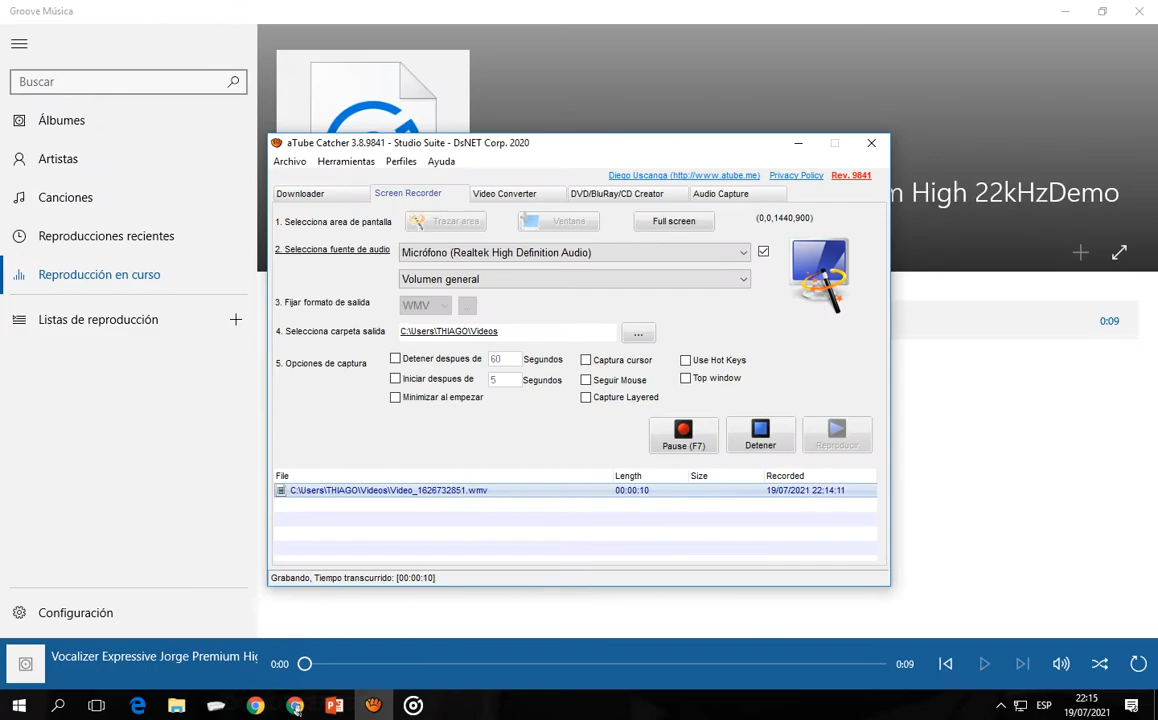 Groove Música
Buscar
Álbumes
Artistas
Canciones
Reproducciones recientes
Reproducción en curso
Listas de reproducción
Configuración
High 22kHzDemo
0:09
aTube Catcher 3.8.9841 - Studio Suite - DsNET Corp. 2020
Archivo Herramientas Perfiles Ayuda
Diego Uscanga (http://www.atube.me) Privacy Policy Rev. 9841
Downloader Screen Recorder Video Converter DVD/BluRay/CD Creator Audio Capture
1. Selecciona area de pantalla Trazar area Ventana Full screen (0,0,1440,900)
2. Selecciona fuente de audio Micrófono (Realtek High Definition Audio)
Volumen general
3. Fijar formato de salida WMV ...
4. Selecciona carpeta salida C:\Users\THIAGO\Videos ...
5. Opciones de captura Detener despues de 60 Segundos Captura cursor Use Hot Keys
Iniciar despues de 5 Segundos Seguir Mouse Top window
Minimizar al empezar Capture Layered
Pause (F7) Detener Reproducir
File Length Size Recorded
C:\Users\THIAGO\Videos\Video_1626732851.wmv 00:00:10 19/07/2021 22:14:11
Grabando, Tiempo transcurrido: [00:00:10]
Vocalizer Expressive Jorge Premium Hig 0:00 0:09
ESP 22:15
19/07/2021